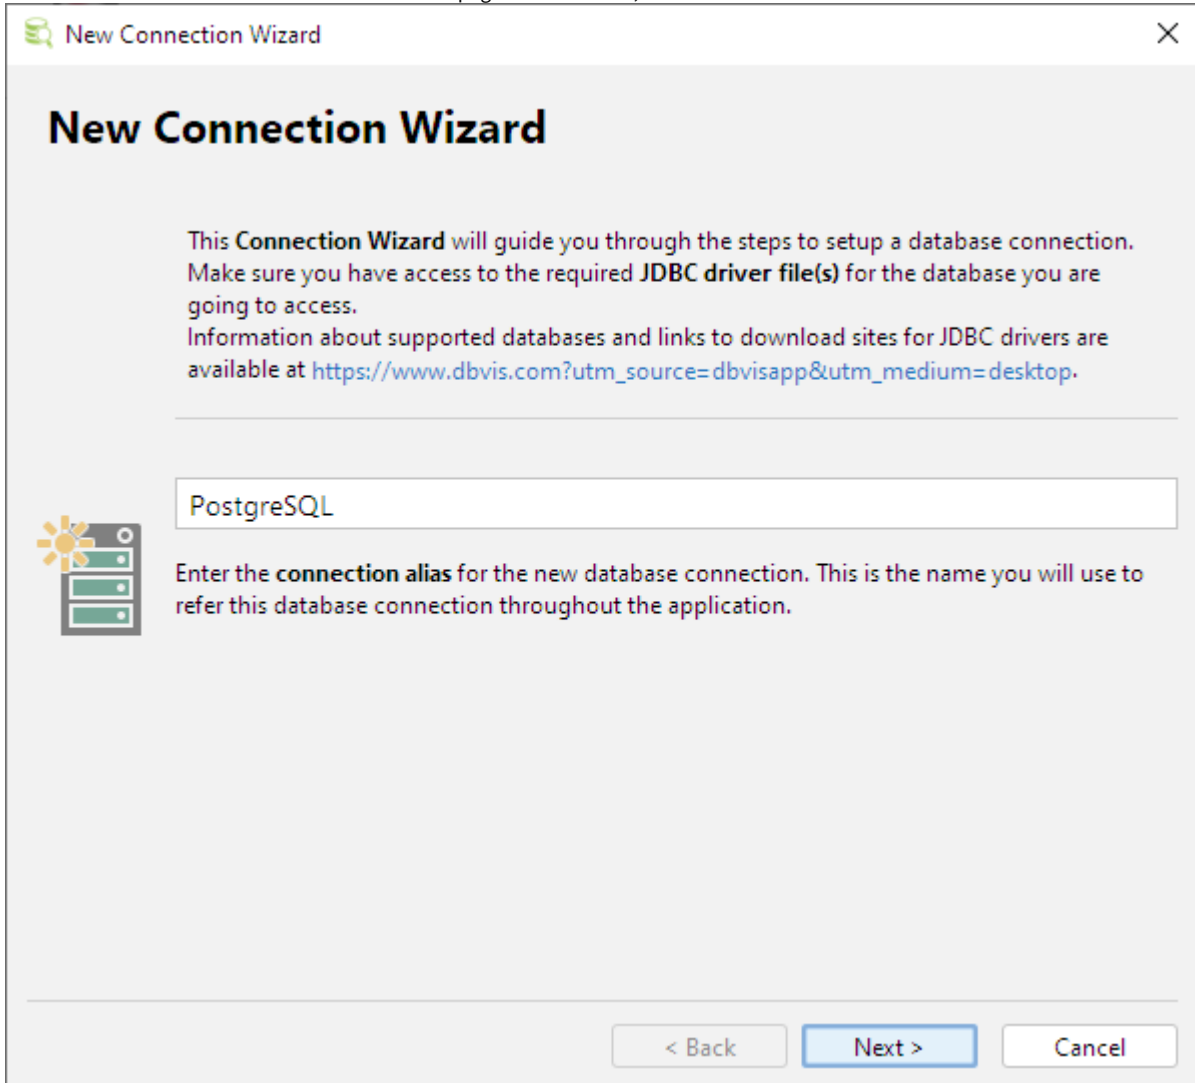 New Connection Wizard
New Connection Wizard
This Connection Wizard will guide you through the steps to setup a database connection.
Make sure you have access to the required JDBC driver file(s) for the database you are
going to access.
Information about supported databases and links to download sites for JDBC drivers are
available at https://www.dbvis.com?utm_source=dbvisapp&utm_medium=desktop.
PostgreSQL
Enter the connection alias for the new database connection. This is the name you will use to
refer this database connection throughout the application.
< Back
Next >
Cancel